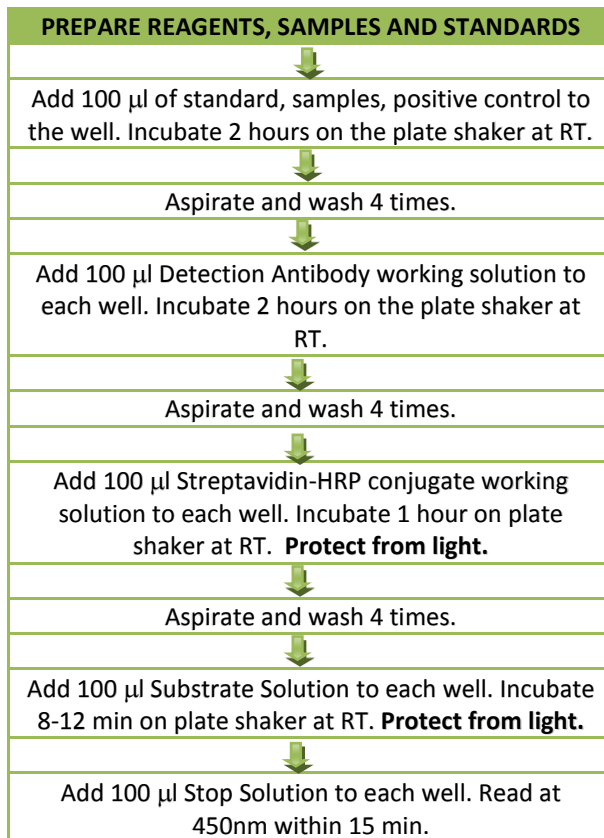 PREPARE REAGENTS, SAMPLES AND STANDARDS
Add 100 μl of standard, samples, positive control to
the well. Incubate 2 hours on the plate shaker at RT.
Aspirate and wash 4 times.
Add 100 μl Detection Antibody working solution to
each well. Incubate 2 hours on the plate shaker at
RT.
Aspirate and wash 4 times.
Add 100 μl Streptavidin-HRP conjugate working
solution to each well. Incubate 1 hour on plate
shaker at RT. Protect from light.
Aspirate and wash 4 times.
Add 100 μl Substrate Solution to each well. Incubate
8-12 min on plate shaker at RT. Protect from light.
Add 100 μl Stop Solution to each well. Read at
450nm within 15 min.